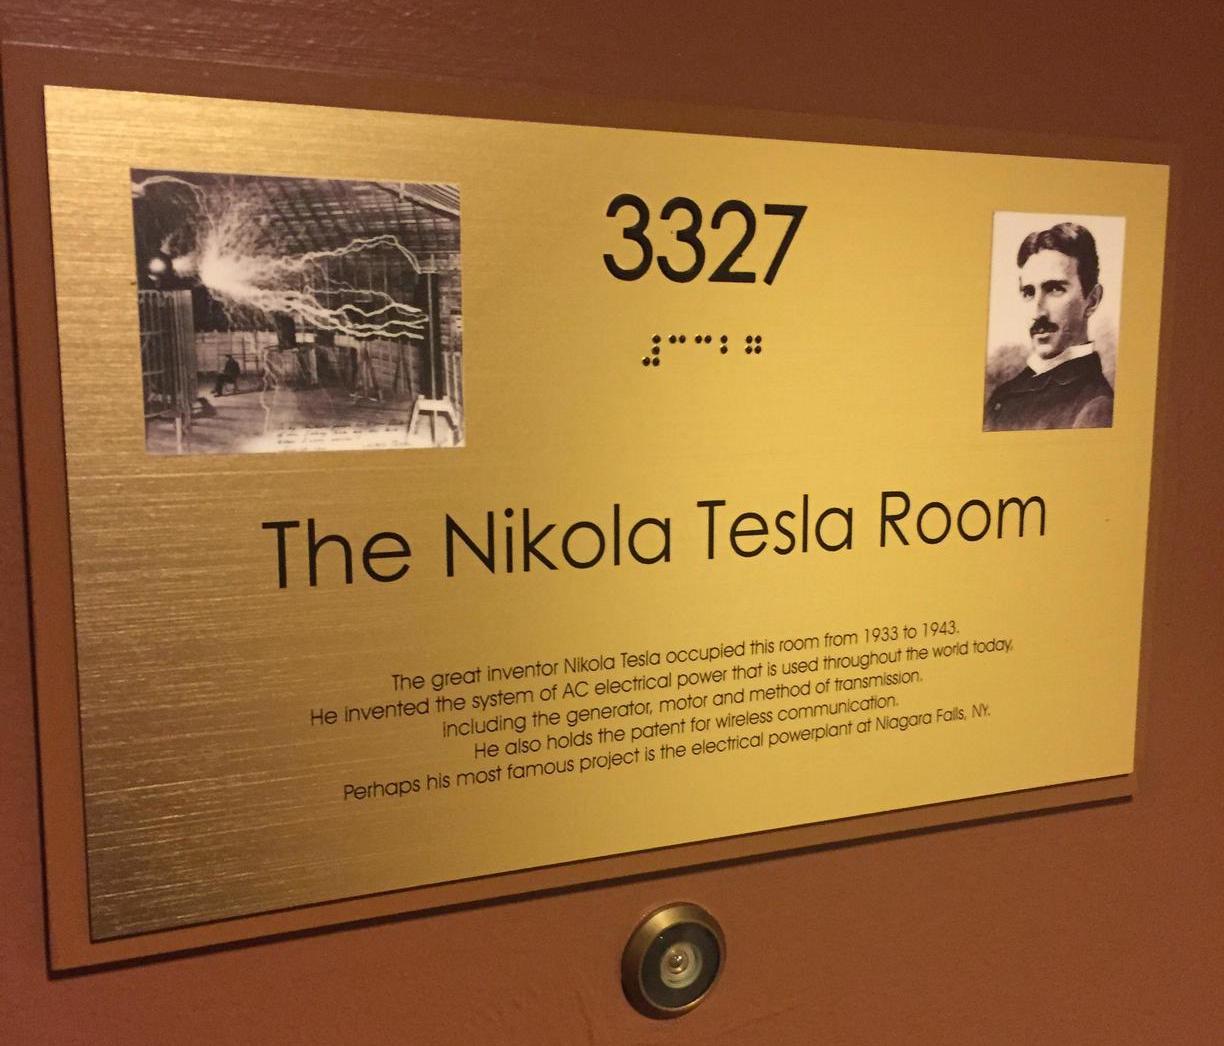 3327
⠼⠉⠉⠃⠛
The Nikola Tesla Room
The great inventor Nikola Tesla occupied this room from 1933 to 1943.
He invented the system of AC electrical power that is used throughout the world today,
including the generator, motor and method of transmission.
He also holds the patent for wireless communication.
Perhaps his most famous project is the electrical powerplant at Niagara Falls, NY.